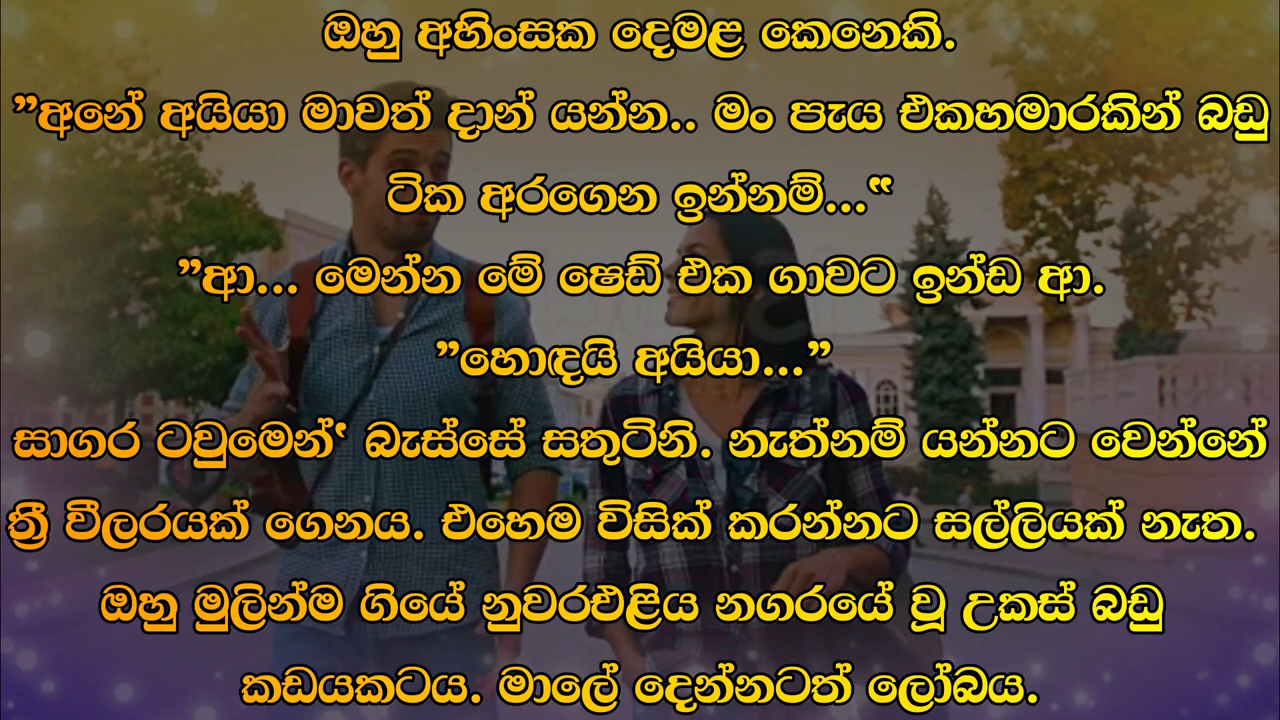 ඔහු අහිංසක දෙමළ කෙනෙකි.
”අනේ අයියා මාවත් දාන් යන්න.. මං පැය එකහමාරකින් බඩු
ටික අරගෙන ඉන්නම්...“
”ආ... මෙන්න මේ ෂෙඩ් එක ගාවට ඉන්ඩ ආ.
”හොඳයි අයියා...”
සාගර ටවුමෙන්‘ බැස්සේ සතුටිනි. නැත්නම් යන්නට වෙන්නේ
ත්‍රී වීලරයක් ගෙනය. එහෙම විසික් කරන්නට සල්ලියක් නැත.
ඔහු මුලින්ම ගියේ නුවරඑළිය නගරයේ වූ උකස් බඩු
කඩයකටය. මාලේ දෙන්නටත් ලෝබය.